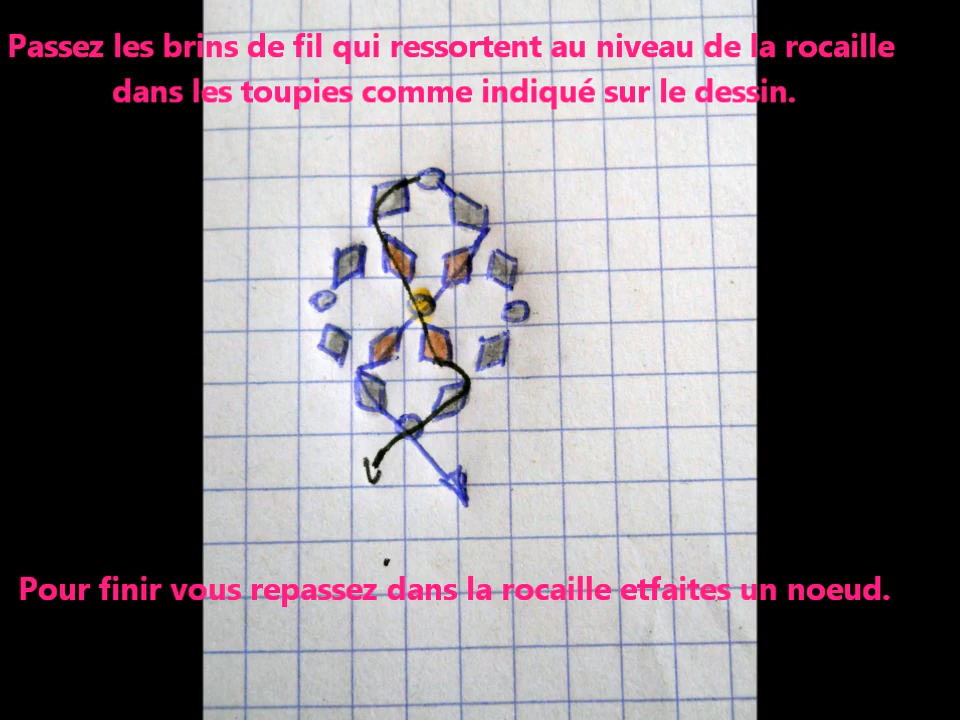 Passez les brins de fil qui ressortent au niveau de la rocaille
dans les toupies comme indiqué sur le dessin.
Pour finir vous repassez dans la rocaille etfaites un noeud.